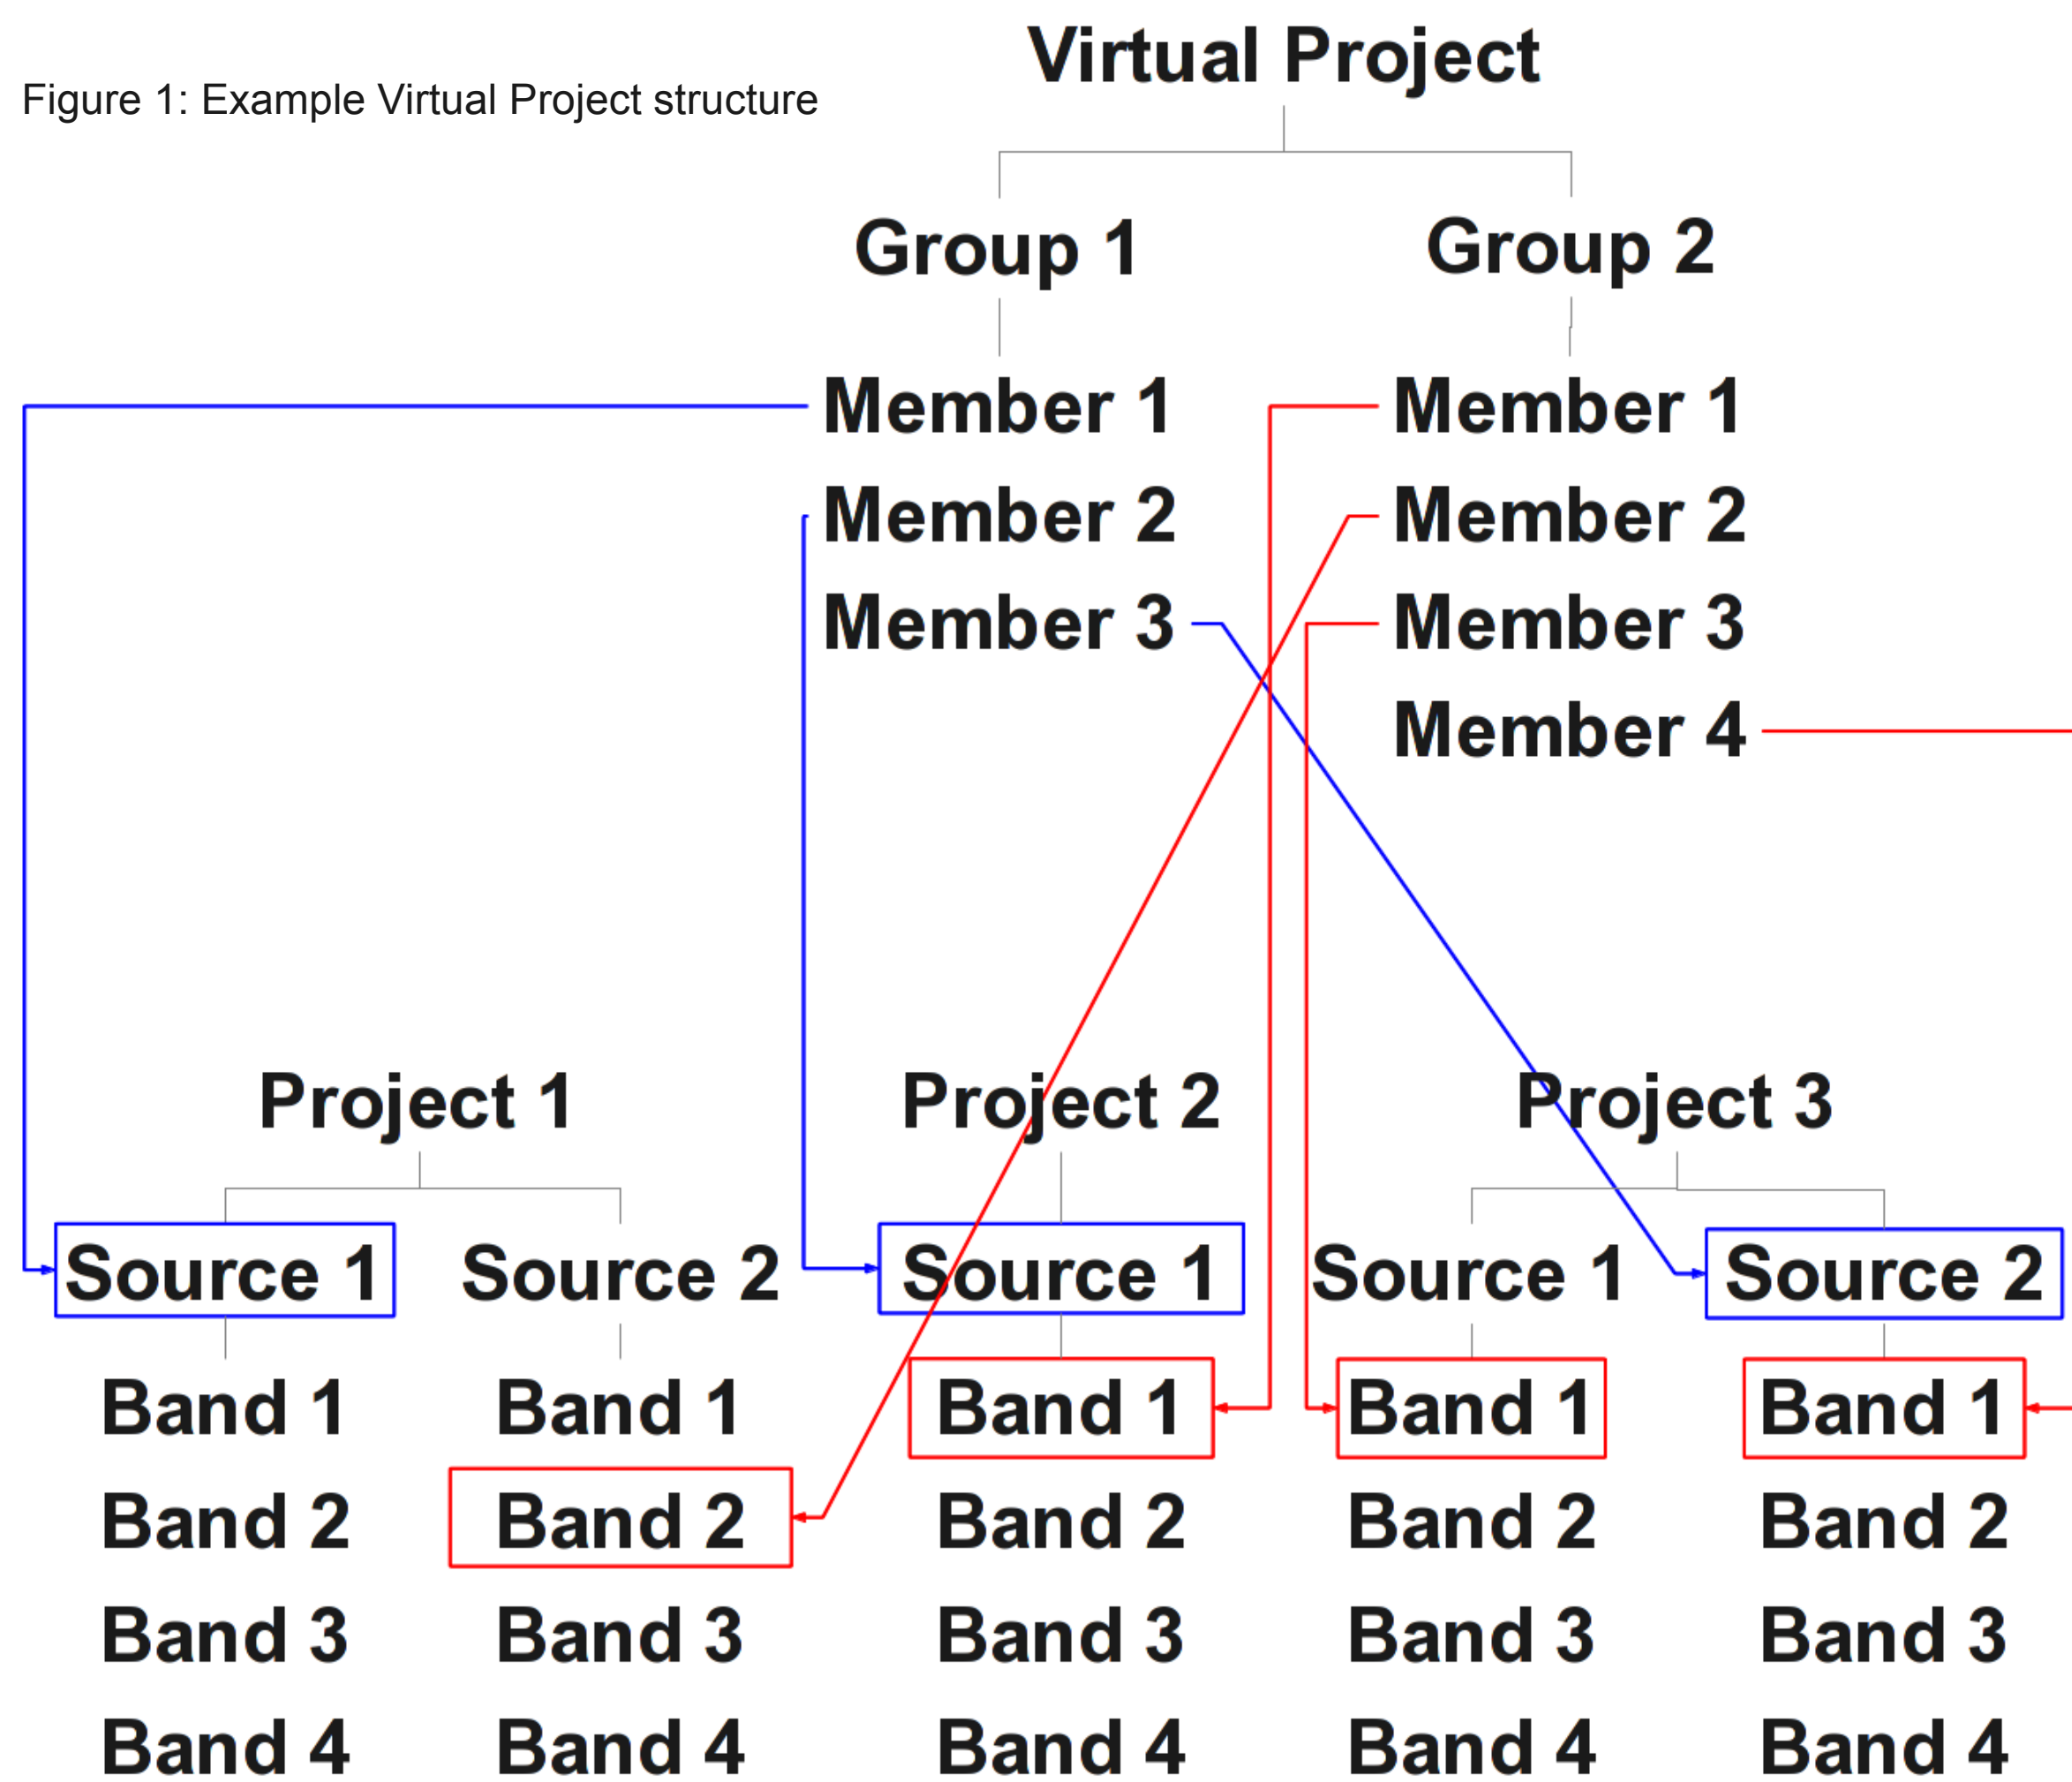 Virtual Project
Figure 1: Example Virtual Project structure
Group 1 Group 2
Member 1 Member 1
Member 2 Member 2
Member 3 Member 3
Member 4
Project 1 Project 2 Project 3
Source 1 Source 2 Source 1 Source 1 Source 2
Band 1 Band 1 Band 1 Band 1 Band 1
Band 2 Band 2 Band 2 Band 2 Band 2
Band 3 Band 3 Band 3 Band 3 Band 3
Band 4 Band 4 Band 4 Band 4 Band 4